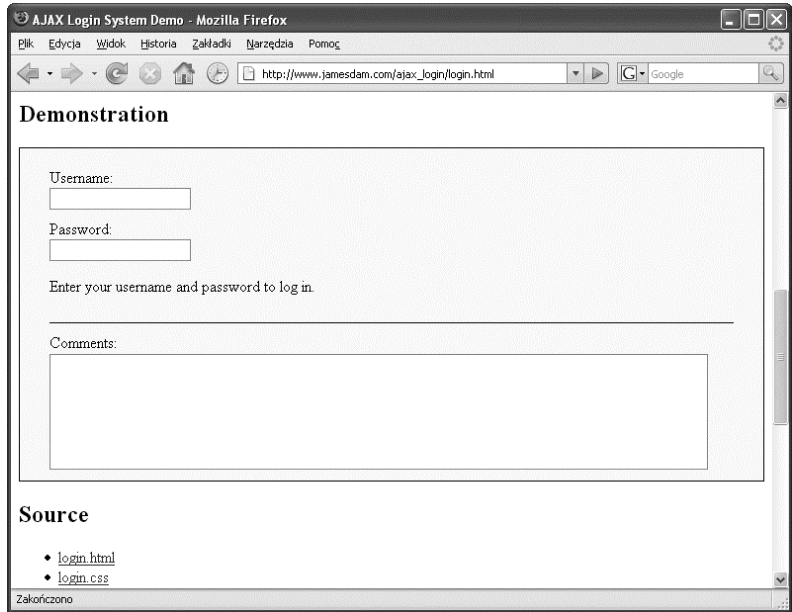 AJAX Login System Demo - Mozilla Firefox
Plik Edycja Widok Historia Zakładki Narzędzia Pomoc
http://www.jamesdam.com/ajax_login/login.html
G
Google
Demonstration
Username:
Password:
Enter your username and password to log in.
Comments:
Source
login.html
login.css
Zakończono